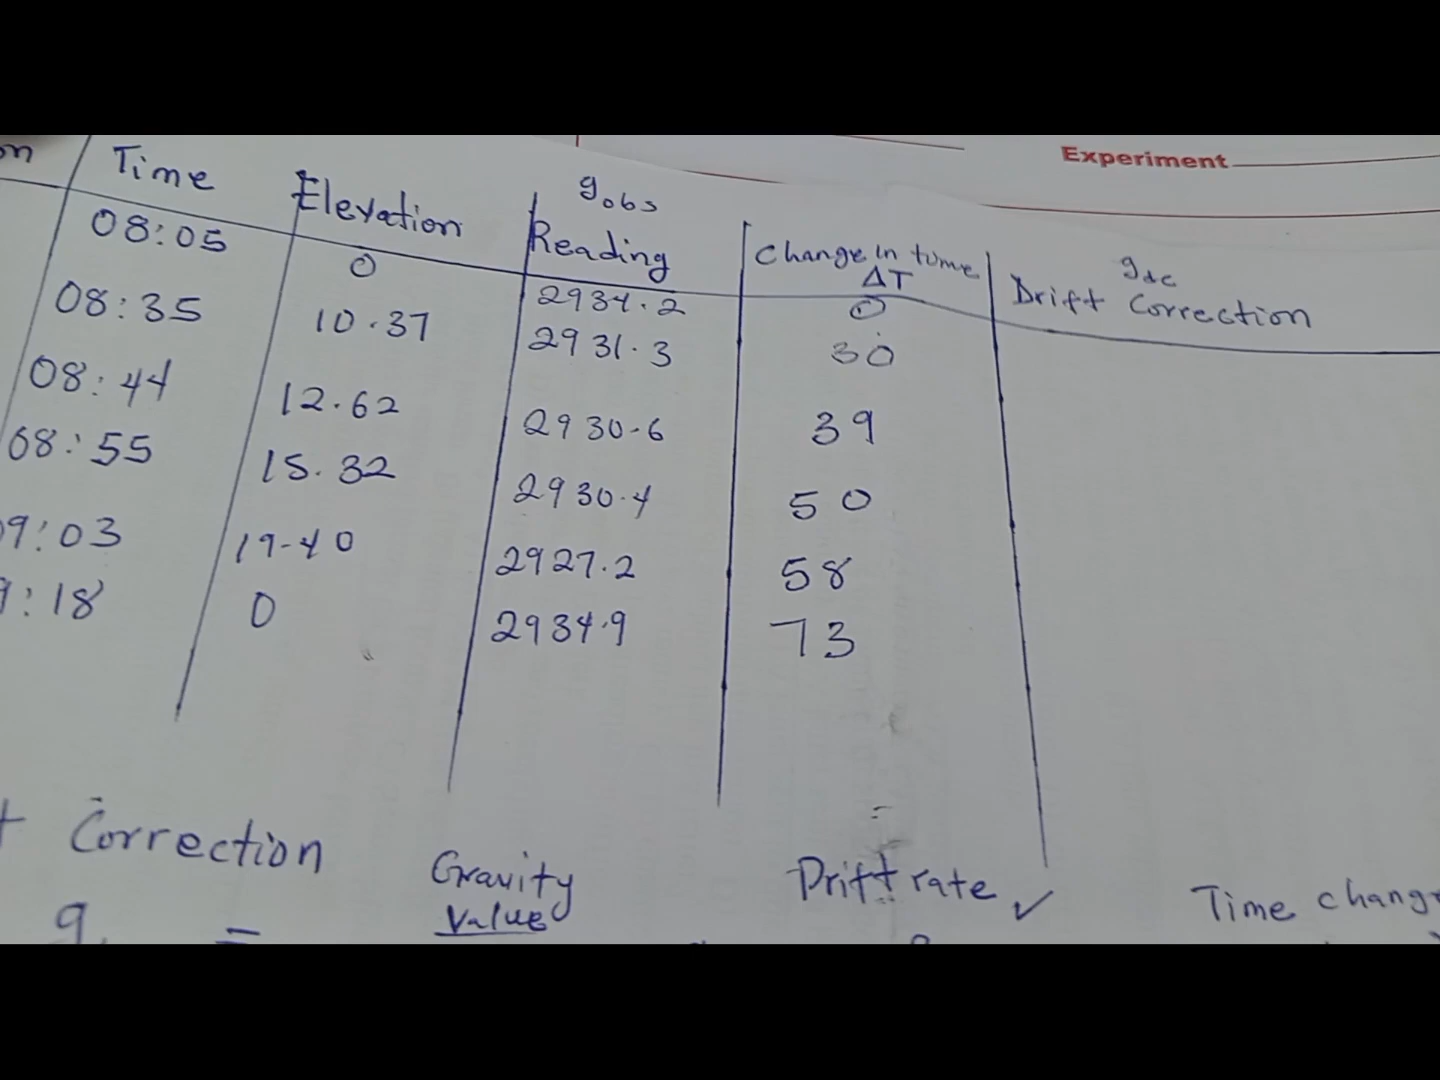 Experiment
Time Elevation gobs Reading Change in time ΔT gdc Drift Correction
08:05 0 2934.2 0
08:35 10.37 2931.3 30
08:44 12.62 2930.6 39
08:55 15.32 2930.4 50
9:03 19.40 2927.2 58
:18 0 2934.9 73
Correction Gravity Value Drift rate ✓ Time chang
g =